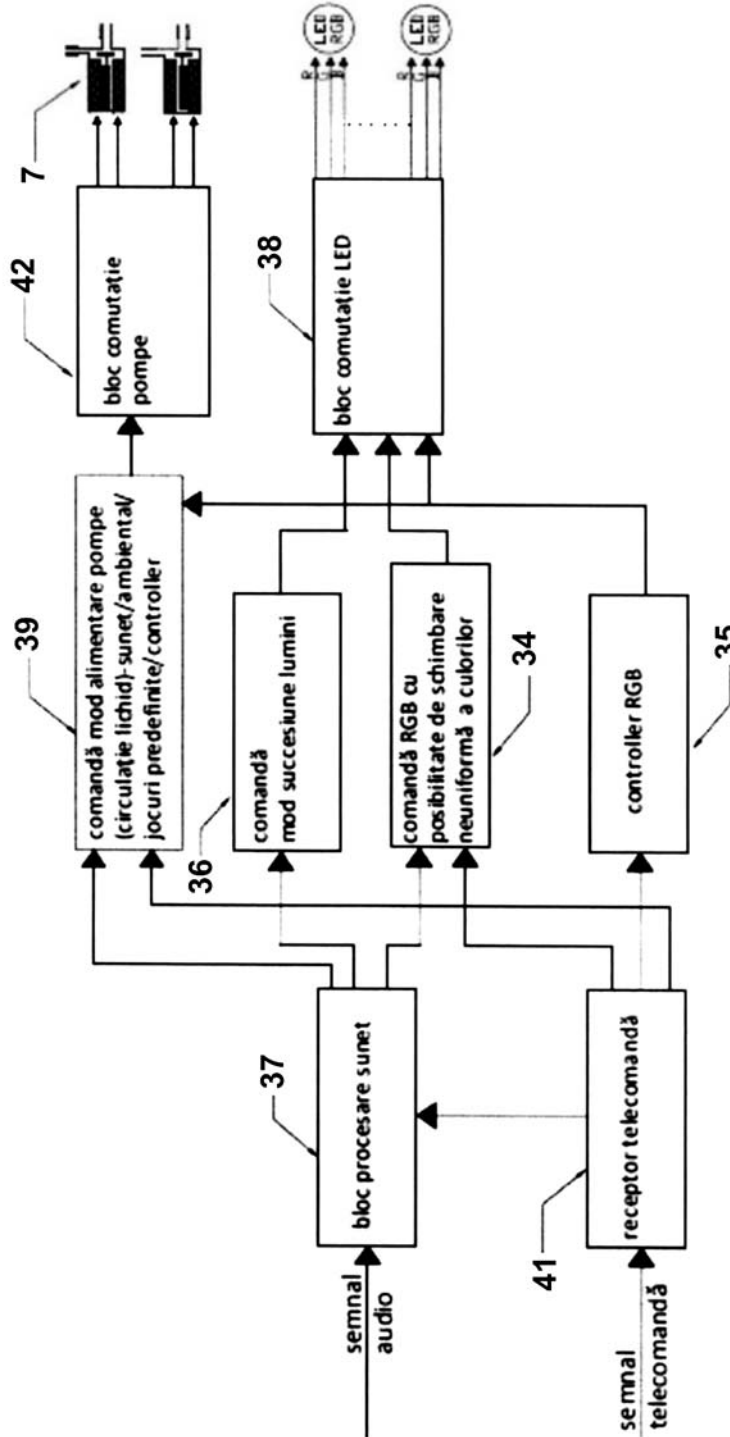 semnal
audio
semnal
telecomandă
37
bloc procesare sunet
41
receptor telecomandă
39
comandă mod alimentare pompe
(circulație lichid)-sunet/ambiental/
jocuri predefinite/controller
36
comandă
mod succesiune lumini
34
comandă RGB cu
posibilitate de schimbare
neuniformă a culorilor
35
controller RGB
42
bloc comutație
pompe
38
bloc comutație LED
7
R
G
LED
RGB
R
G
LED
RGB